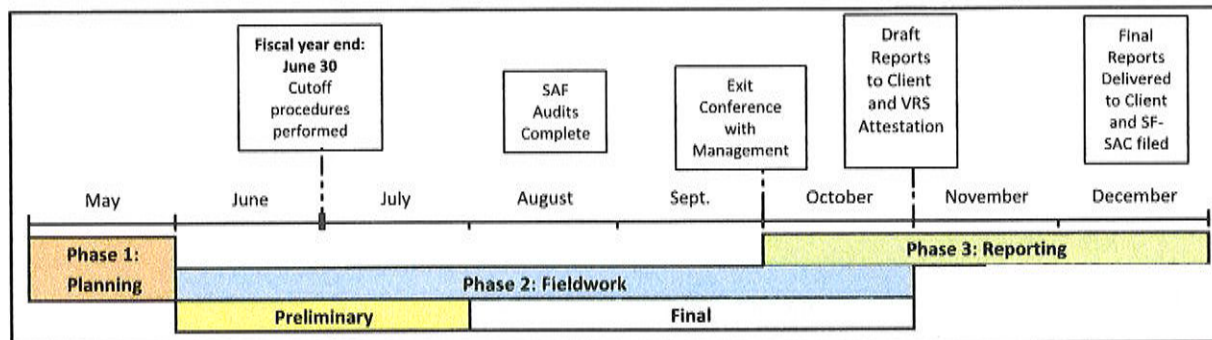 Fiscal year end:
June 30
Cutoff
procedures
performed
SAF
Audits
Complete
Exit
Conference
with
Management
Draft
Reports
to Client
and VRS
Attestation
Final
Reports
Delivered
to Client
and SF-
SAC filed
May June July August Sept. October November December
Phase 1:
Planning
Phase 3: Reporting
Phase 2: Fieldwork
Preliminary Final